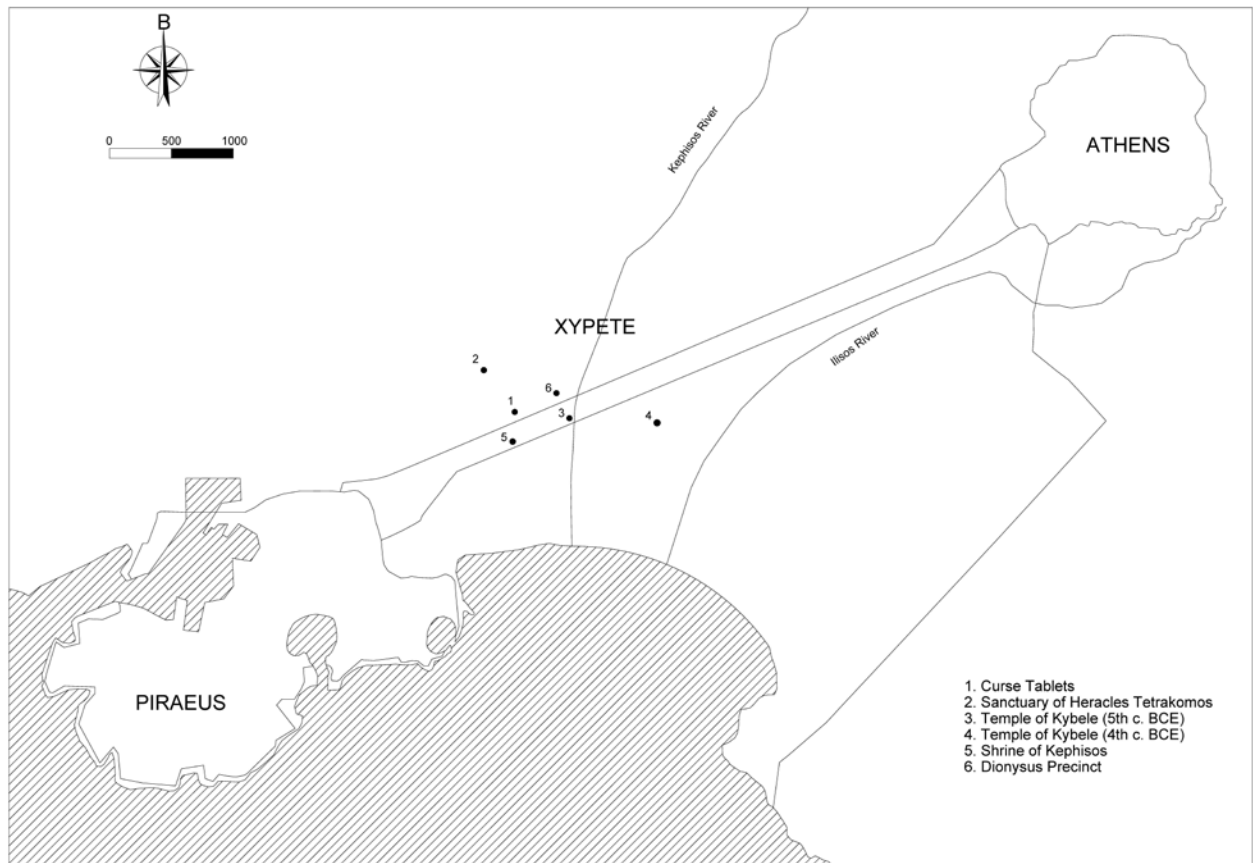 B
0 500 1000
Kephisos River
ATHENS
XYPETE
Ilisos River
2
6
1
3
4
5
PIRAEUS
1. Curse Tablets
2. Sanctuary of Heracles Tetrakomos
3. Temple of Kybele (5th c. BCE)
4. Temple of Kybele (4th c. BCE)
5. Shrine of Kephisos
6. Dionysus Precinct